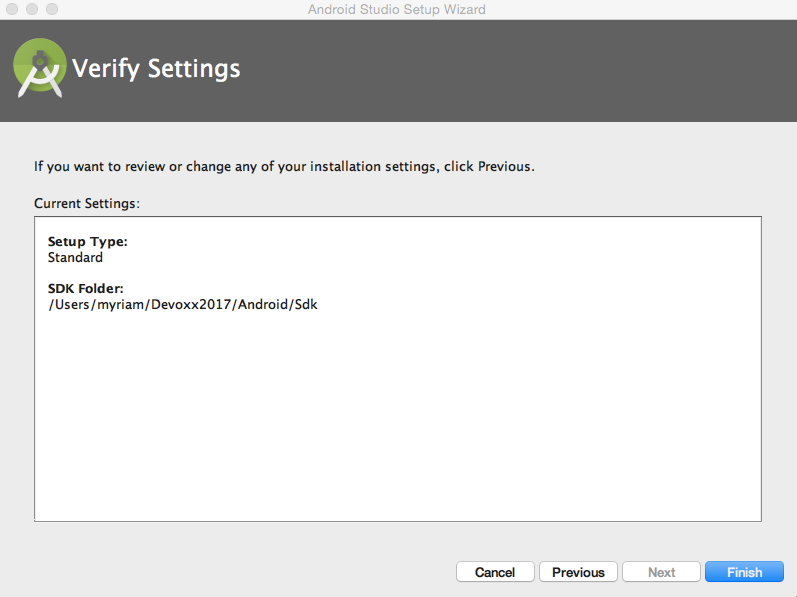 Android Studio Setup Wizard
Verify Settings
If you want to review or change any of your installation settings, click Previous.
Current Settings:
Setup Type:
Standard
SDK Folder:
/Users/myriam/Devoxx2017/Android/Sdk
Cancel
Previous
Next
Finish